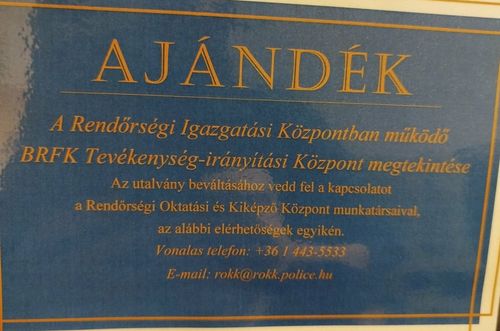 AJÁNDÉK
A Rendőrségi Igazgatási Központban működő
BRFK Tevékenység-irányítási Központ megtekintése
Az utalvány beváltásához vedd fel a kapcsolatot
a Rendőrségi Oktatási és Kiképző Központ munkatársaival,
az alábbi elérhetőségek egyikén.
Vonalas telefon: +36 1 443-5533
E-mail: rokk@rokk.police.hu